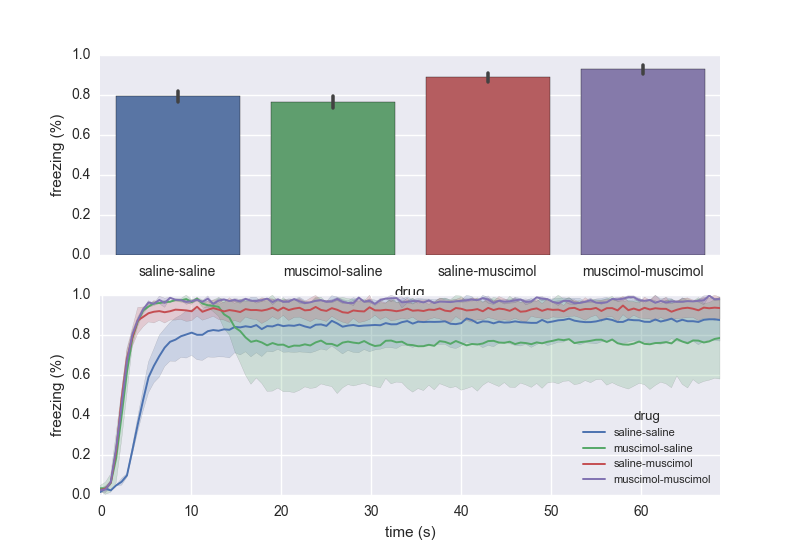 1.0
0.8
0.6
0.4
0.2
0.0
freezing (%)
saline-saline muscimol-saline saline-muscimol muscimol-muscimol
drug
1.0
0.8
0.6
0.4
0.2
0.0
freezing (%)
drug
saline-saline
muscimol-saline
saline-muscimol
muscimol-muscimol
0 10 20 30 40 50 60
time (s)